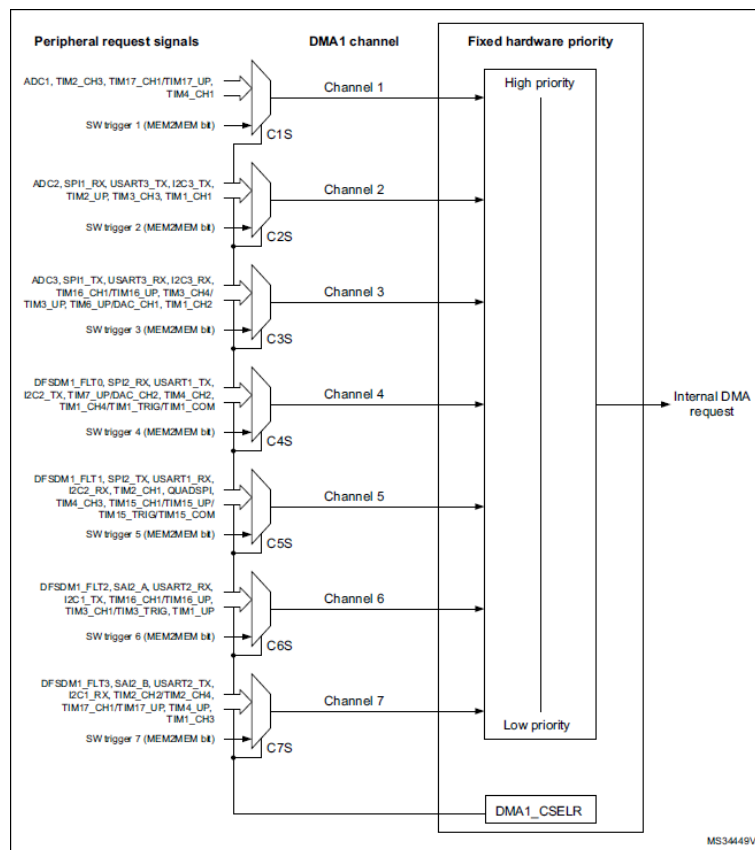 Peripheral request signals
DMA1 channel
Fixed hardware priority
ADC1, TIM2_CH3, TIM17_CH1/TIM17_UP,
TIM4_CH1
SW trigger 1 (MEM2MEM bit)
C1S
Channel 1
High priority
ADC2, SPI1_RX, USART3_TX, I2C3_TX,
TIM2_UP, TIM3_CH3, TIM1_CH1
SW trigger 2 (MEM2MEM bit)
C2S
Channel 2
ADC3, SPI1_TX, USART3_RX, I2C3_RX,
TIM16_CH1/TIM16_UP, TIM3_CH4/
TIM3_UP, TIM6_UP/DAC_CH1, TIM1_CH2
SW trigger 3 (MEM2MEM bit)
C3S
Channel 3
DFSDM1_FLT0, SPI2_RX, USART1_TX,
I2C2_TX, TIM7_UP/DAC_CH2, TIM4_CH2,
TIM1_CH4/TIM1_TRIG/TIM1_COM
SW trigger 4 (MEM2MEM bit)
C4S
Channel 4
Internal DMA
request
DFSDM1_FLT1, SPI2_TX, USART1_RX,
I2C2_RX, TIM2_CH1, QUADSPI,
TIM4_CH3, TIM15_CH1/TIM15_UP/
TIM15_TRIG/TIM15_COM
SW trigger 5 (MEM2MEM bit)
C5S
Channel 5
DFSDM1_FLT2, SAI2_A, USART2_RX,
I2C1_TX, TIM16_CH1/TIM16_UP,
TIM3_CH1/TIM3_TRIG, TIM1_UP
SW trigger 6 (MEM2MEM bit)
C6S
Channel 6
DFSDM1_FLT3, SAI2_B, USART2_TX,
I2C1_RX, TIM2_CH2/TIM2_CH4,
TIM17_CH1/TIM17_UP, TIM4_UP,
TIM1_CH3
SW trigger 7 (MEM2MEM bit)
C7S
Channel 7
Low priority
DMA1_CSELR